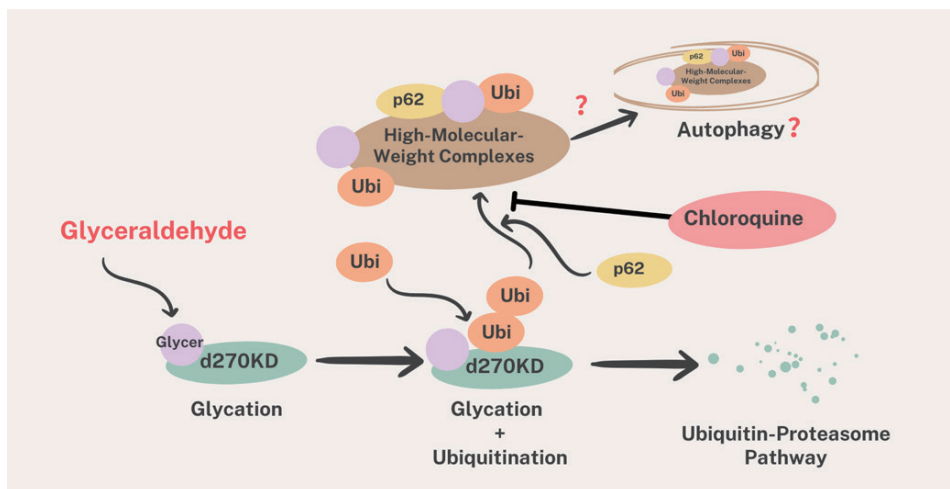 p62
Ubi
High-Molecular-
Weight Complexes
Ubi
?
p62
Ubi
High-Molecular-
Weight Complexes
Ubi
Autophagy?
Chloroquine
Glyceraldehyde
Ubi
p62
Ubi
Ubi
Glycer
d270KD
d270KD
Glycation
Glycation
+
Ubiquitination
Ubiquitin-Proteasome
Pathway